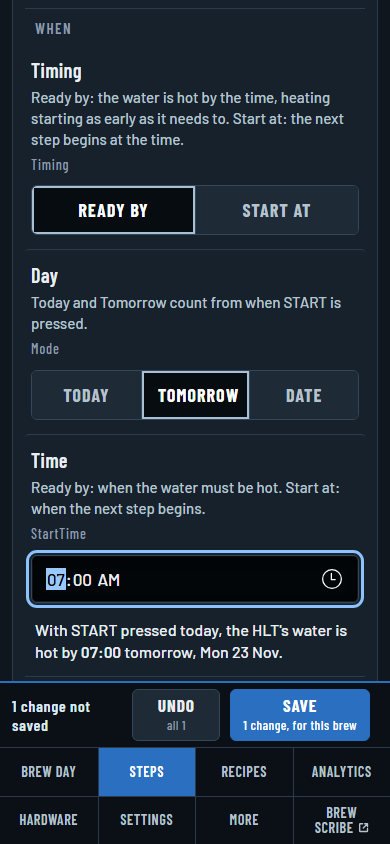 WHEN
Timing
Ready by: the water is hot by the time, heating
starting as early as it needs to. Start at: the next
step begins at the time.
Timing
READY BY
START AT
Day
Today and Tomorrow count from when START is
pressed.
Mode
TODAY
TOMORROW
DATE
Time
Ready by: when the water must be hot. Start at:
when the next step begins.
StartTime
07:00 AM
With START pressed today, the HLT's water is
hot by 07:00 tomorrow, Mon 23 Nov.
1 change not
saved
UNDO
all 1
SAVE
1 change, for this brew
BREW DAY
STEPS
RECIPES
ANALYTICS
HARDWARE
SETTINGS
MORE
BREW
SCRIBE